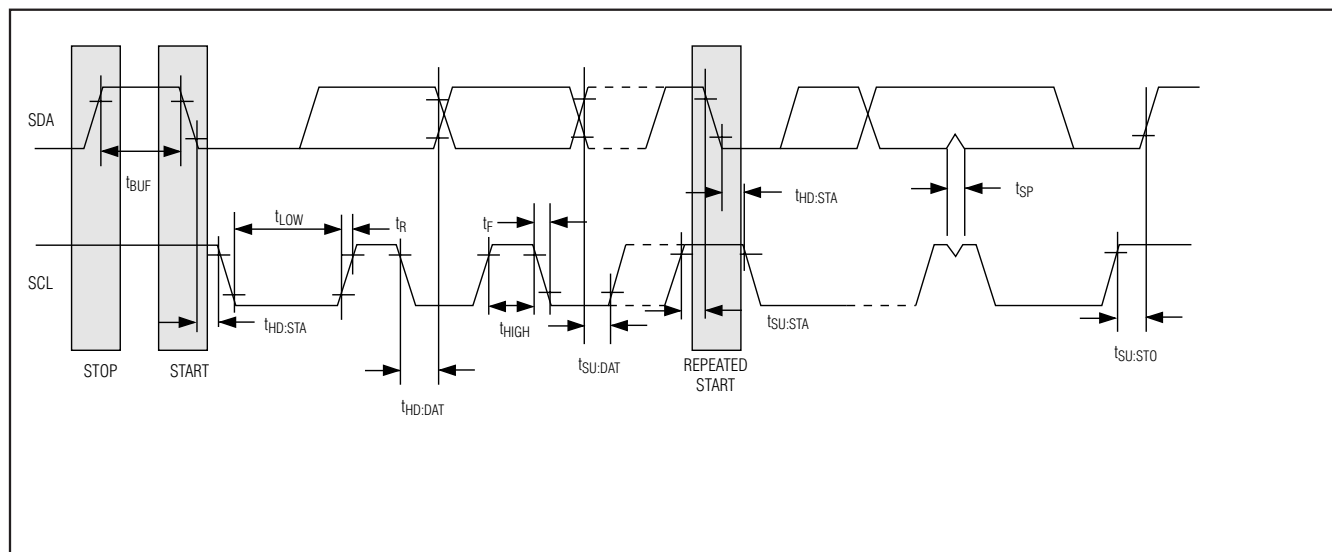 SDA
tBUF
tHD:STA
tSP
tLOW
tR
tF
SCL
tHD:STA
tHIGH
tSU:STA
tSU:DAT
tSU:STO
STOP
START
REPEATED
START
tHD:DAT